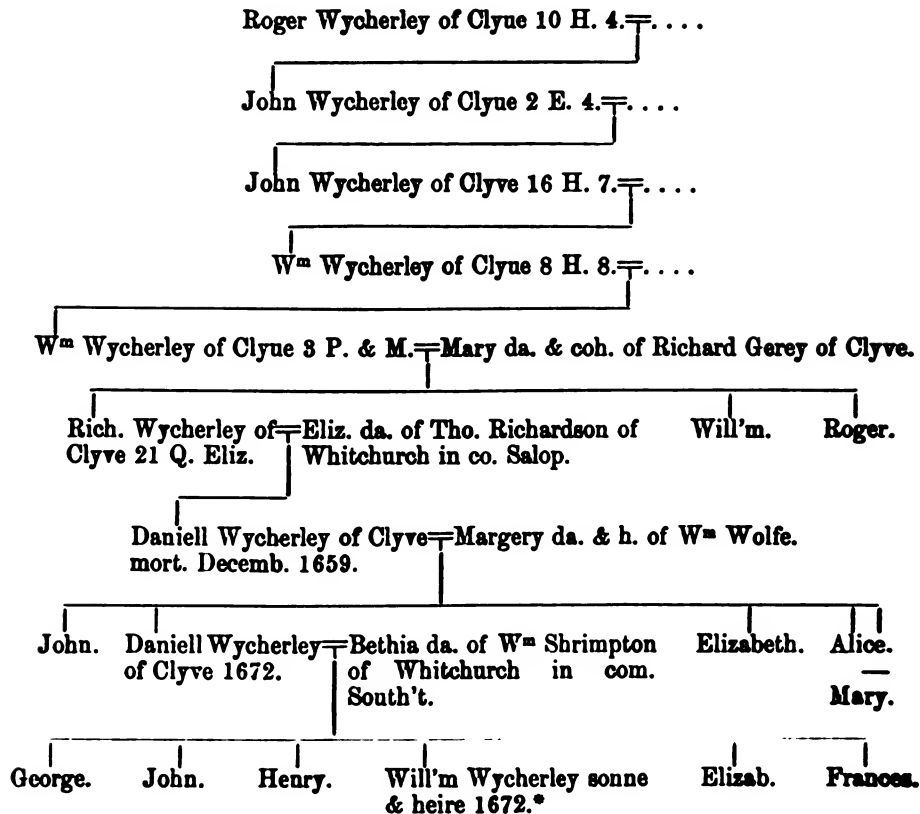 Roger Wycherley of Clyue 10 H. 4.=....
John Wycherley of Clyue 2 E. 4.=....
John Wycherley of Clyve 16 H. 7.=....
Wᵐ Wycherley of Clyue 8 H. 8.=....
Wᵐ Wycherley of Clyue 3 P. & M.=Mary da. & coh. of Richard Gerey of Clyve.
Rich. Wycherley of=Eliz. da. of Tho. Richardson of Will'm. Roger.
Clyve 21 Q. Eliz. Whitchurch in co. Salop.
Daniell Wycherley of Clyve=Margery da. & h. of Wᵐ Wolfe.
mort. Decemb. 1659.
John. Daniell Wycherley=Bethia da. of Wᵐ Shrimpton Elizabeth. Alice.
of Clyve 1672. of Whitchurch in com.
South't. Mary.
George. John. Henry. Will'm Wycherley sonne Elizab. Frances.
& heire 1672.*